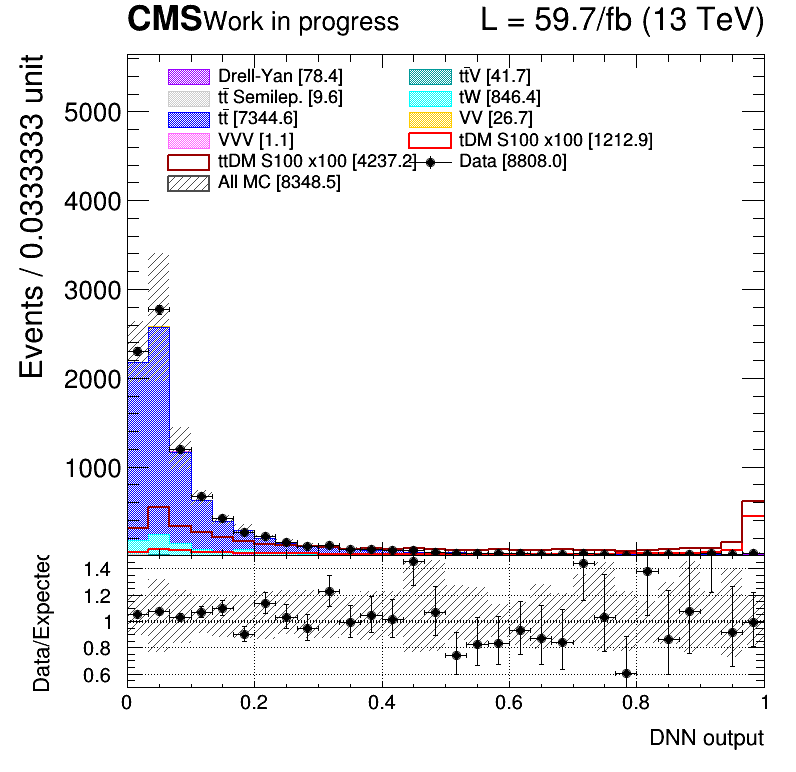 CMS Work in progress L = 59.7/fb (13 TeV)
Drell-Yan [78.4]
tt̄V [41.7]
tt̄ Semilep. [9.6]
tW [846.4]
tt̄ [7344.6]
VV [26.7]
VVV [1.1]
tDM S100 x100 [1212.9]
ttDM S100 x100 [4237.2]
Data [8808.0]
All MC [8348.5]
Events / 0.0333333 unit
5000
4000
3000
2000
1000
Data/Expected
1.4
1.2
1
0.8
0.6
0 0.2 0.4 0.6 0.8 1
DNN output